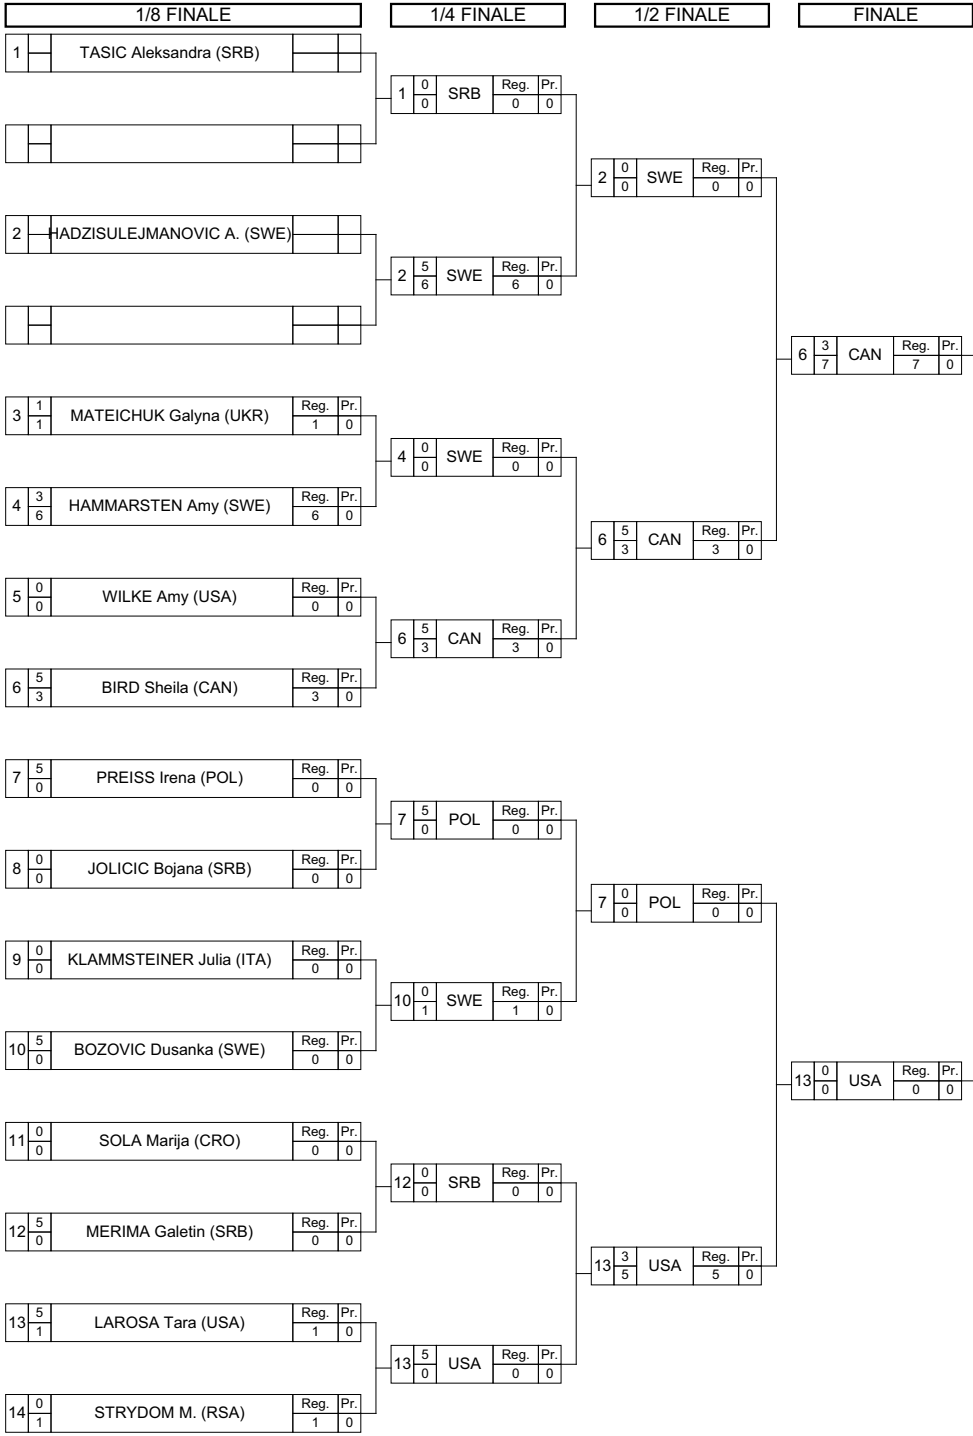 1/8 FINALE 1/4 FINALE 1/2 FINALE FINALE
1 TASIC Aleksandra (SRB)
1 0 SRB Reg. Pr.
0 0 0
2 0 SWE Reg. Pr.
0 0 0
2 HADZISULEJMANOVIC A. (SWE)
2 5 SWE Reg. Pr.
6 6 0
6 3 CAN Reg. Pr.
7 7 0
3 1 MATEICHUK Galyna (UKR) Reg. Pr.
1 1 0
4 0 SWE Reg. Pr.
0 0 0
4 3 HAMMARSTEN Amy (SWE) Reg. Pr.
6 6 0
6 5 CAN Reg. Pr.
3 3 0
5 0 WILKE Amy (USA) Reg. Pr.
0 0 0
6 5 CAN Reg. Pr.
3 3 0
6 5 BIRD Sheila (CAN) Reg. Pr.
3 3 0
7 5 PREISS Irena (POL) Reg. Pr.
0 0 0
7 5 POL Reg. Pr.
0 0 0
8 0 JOLICIC Bojana (SRB) Reg. Pr.
0 0 0
7 0 POL Reg. Pr.
0 0 0
9 0 KLAMMSTEINER Julia (ITA) Reg. Pr.
0 0 0
10 0 SWE Reg. Pr.
1 1 0
10 5 BOZOVIC Dusanka (SWE) Reg. Pr.
0 0 0
13 0 USA Reg. Pr.
0 0 0
11 0 SOLA Marija (CRO) Reg. Pr.
0 0 0
12 0 SRB Reg. Pr.
0 0 0
12 5 MERIMA Galetin (SRB) Reg. Pr.
0 0 0
13 3 USA Reg. Pr.
5 5 0
13 5 LAROSA Tara (USA) Reg. Pr.
1 1 0
13 5 USA Reg. Pr.
0 0 0
14 0 STRYDOM M. (RSA) Reg. Pr.
1 1 0